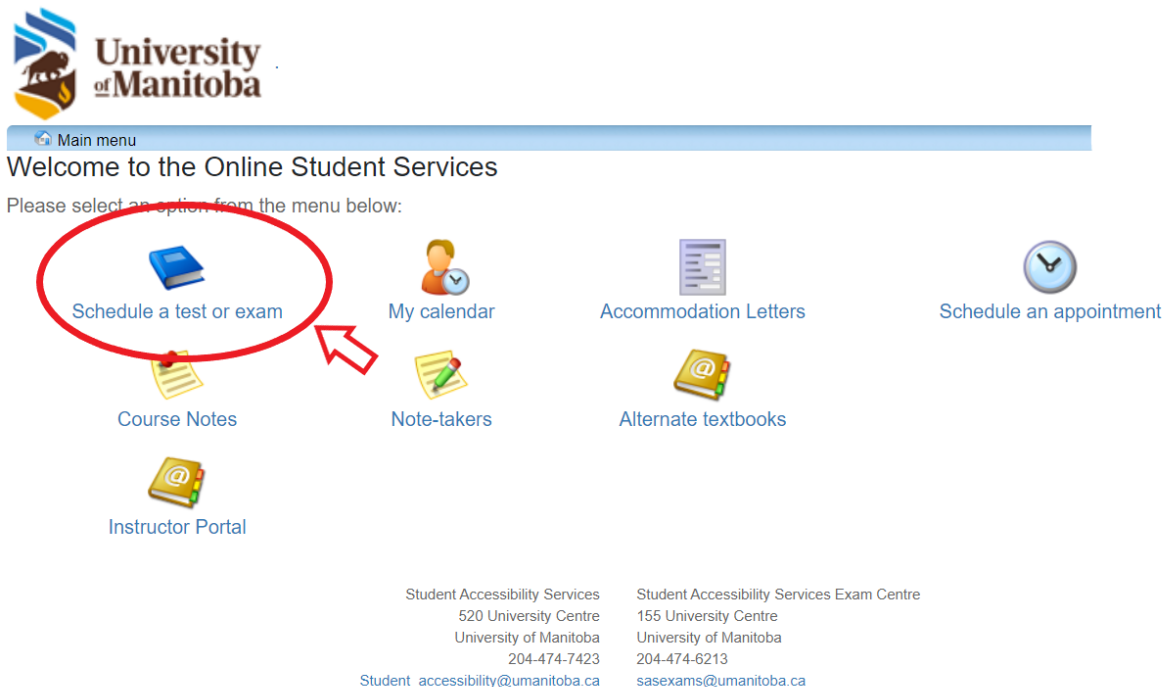 University
of Manitoba
Main menu
Welcome to the Online Student Services
Please select an option from the menu below:
Schedule a test or exam
My calendar
Accommodation Letters
Schedule an appointment
Course Notes
Note-takers
Alternate textbooks
Instructor Portal
Student Accessibility Services
520 University Centre
University of Manitoba
204-474-7423
Student_accessibility@umanitoba.ca
Student Accessibility Services Exam Centre
155 University Centre
University of Manitoba
204-474-6213
sasexams@umanitoba.ca